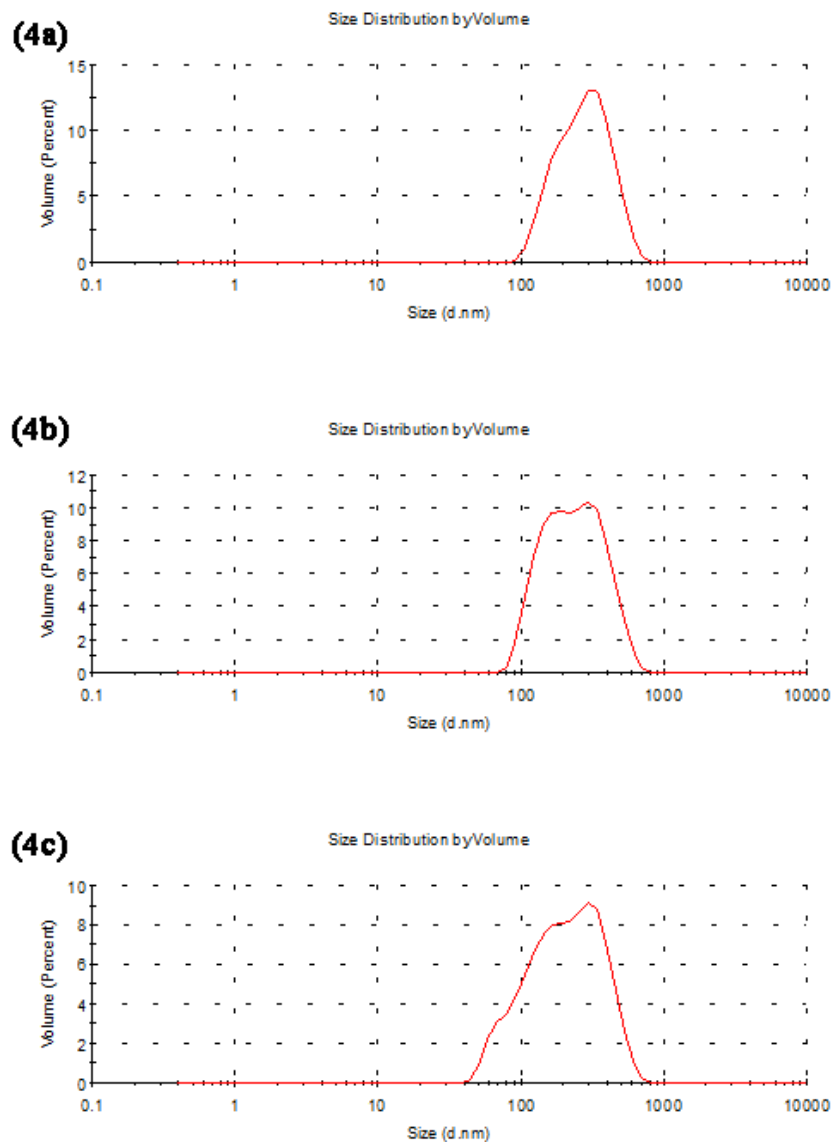 (4a)
Size Distribution byVolume
Volume (Percent)
15
10
5
0
0.1 1 10 100 1000 10000
Size (d.nm)
(4b)
Size Distribution byVolume
Volume (Percent)
12
10
8
6
4
2
0
0.1 1 10 100 1000 10000
Size (d.nm)
(4c)
Size Distribution byVolume
Volume (Percent)
10
8
6
4
2
0
0.1 1 10 100 1000 10000
Size (d.nm)